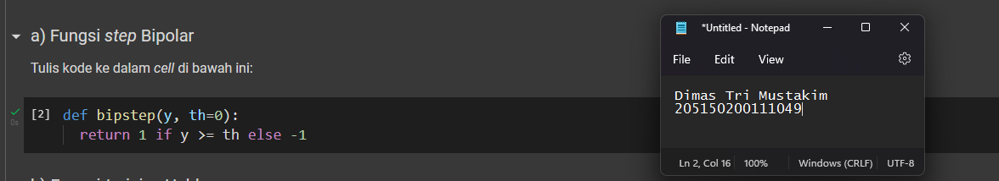 a) Fungsi step Bipolar
Tulis kode ke dalam cell di bawah ini:
0s
[2] def bipstep(y, th=0):
return 1 if y >= th else -1
*Untitled - Notepad
File Edit View
Dimas Tri Mustakim
205150200111049
Ln 2, Col 16 100% Windows (CRLF) UTF-8